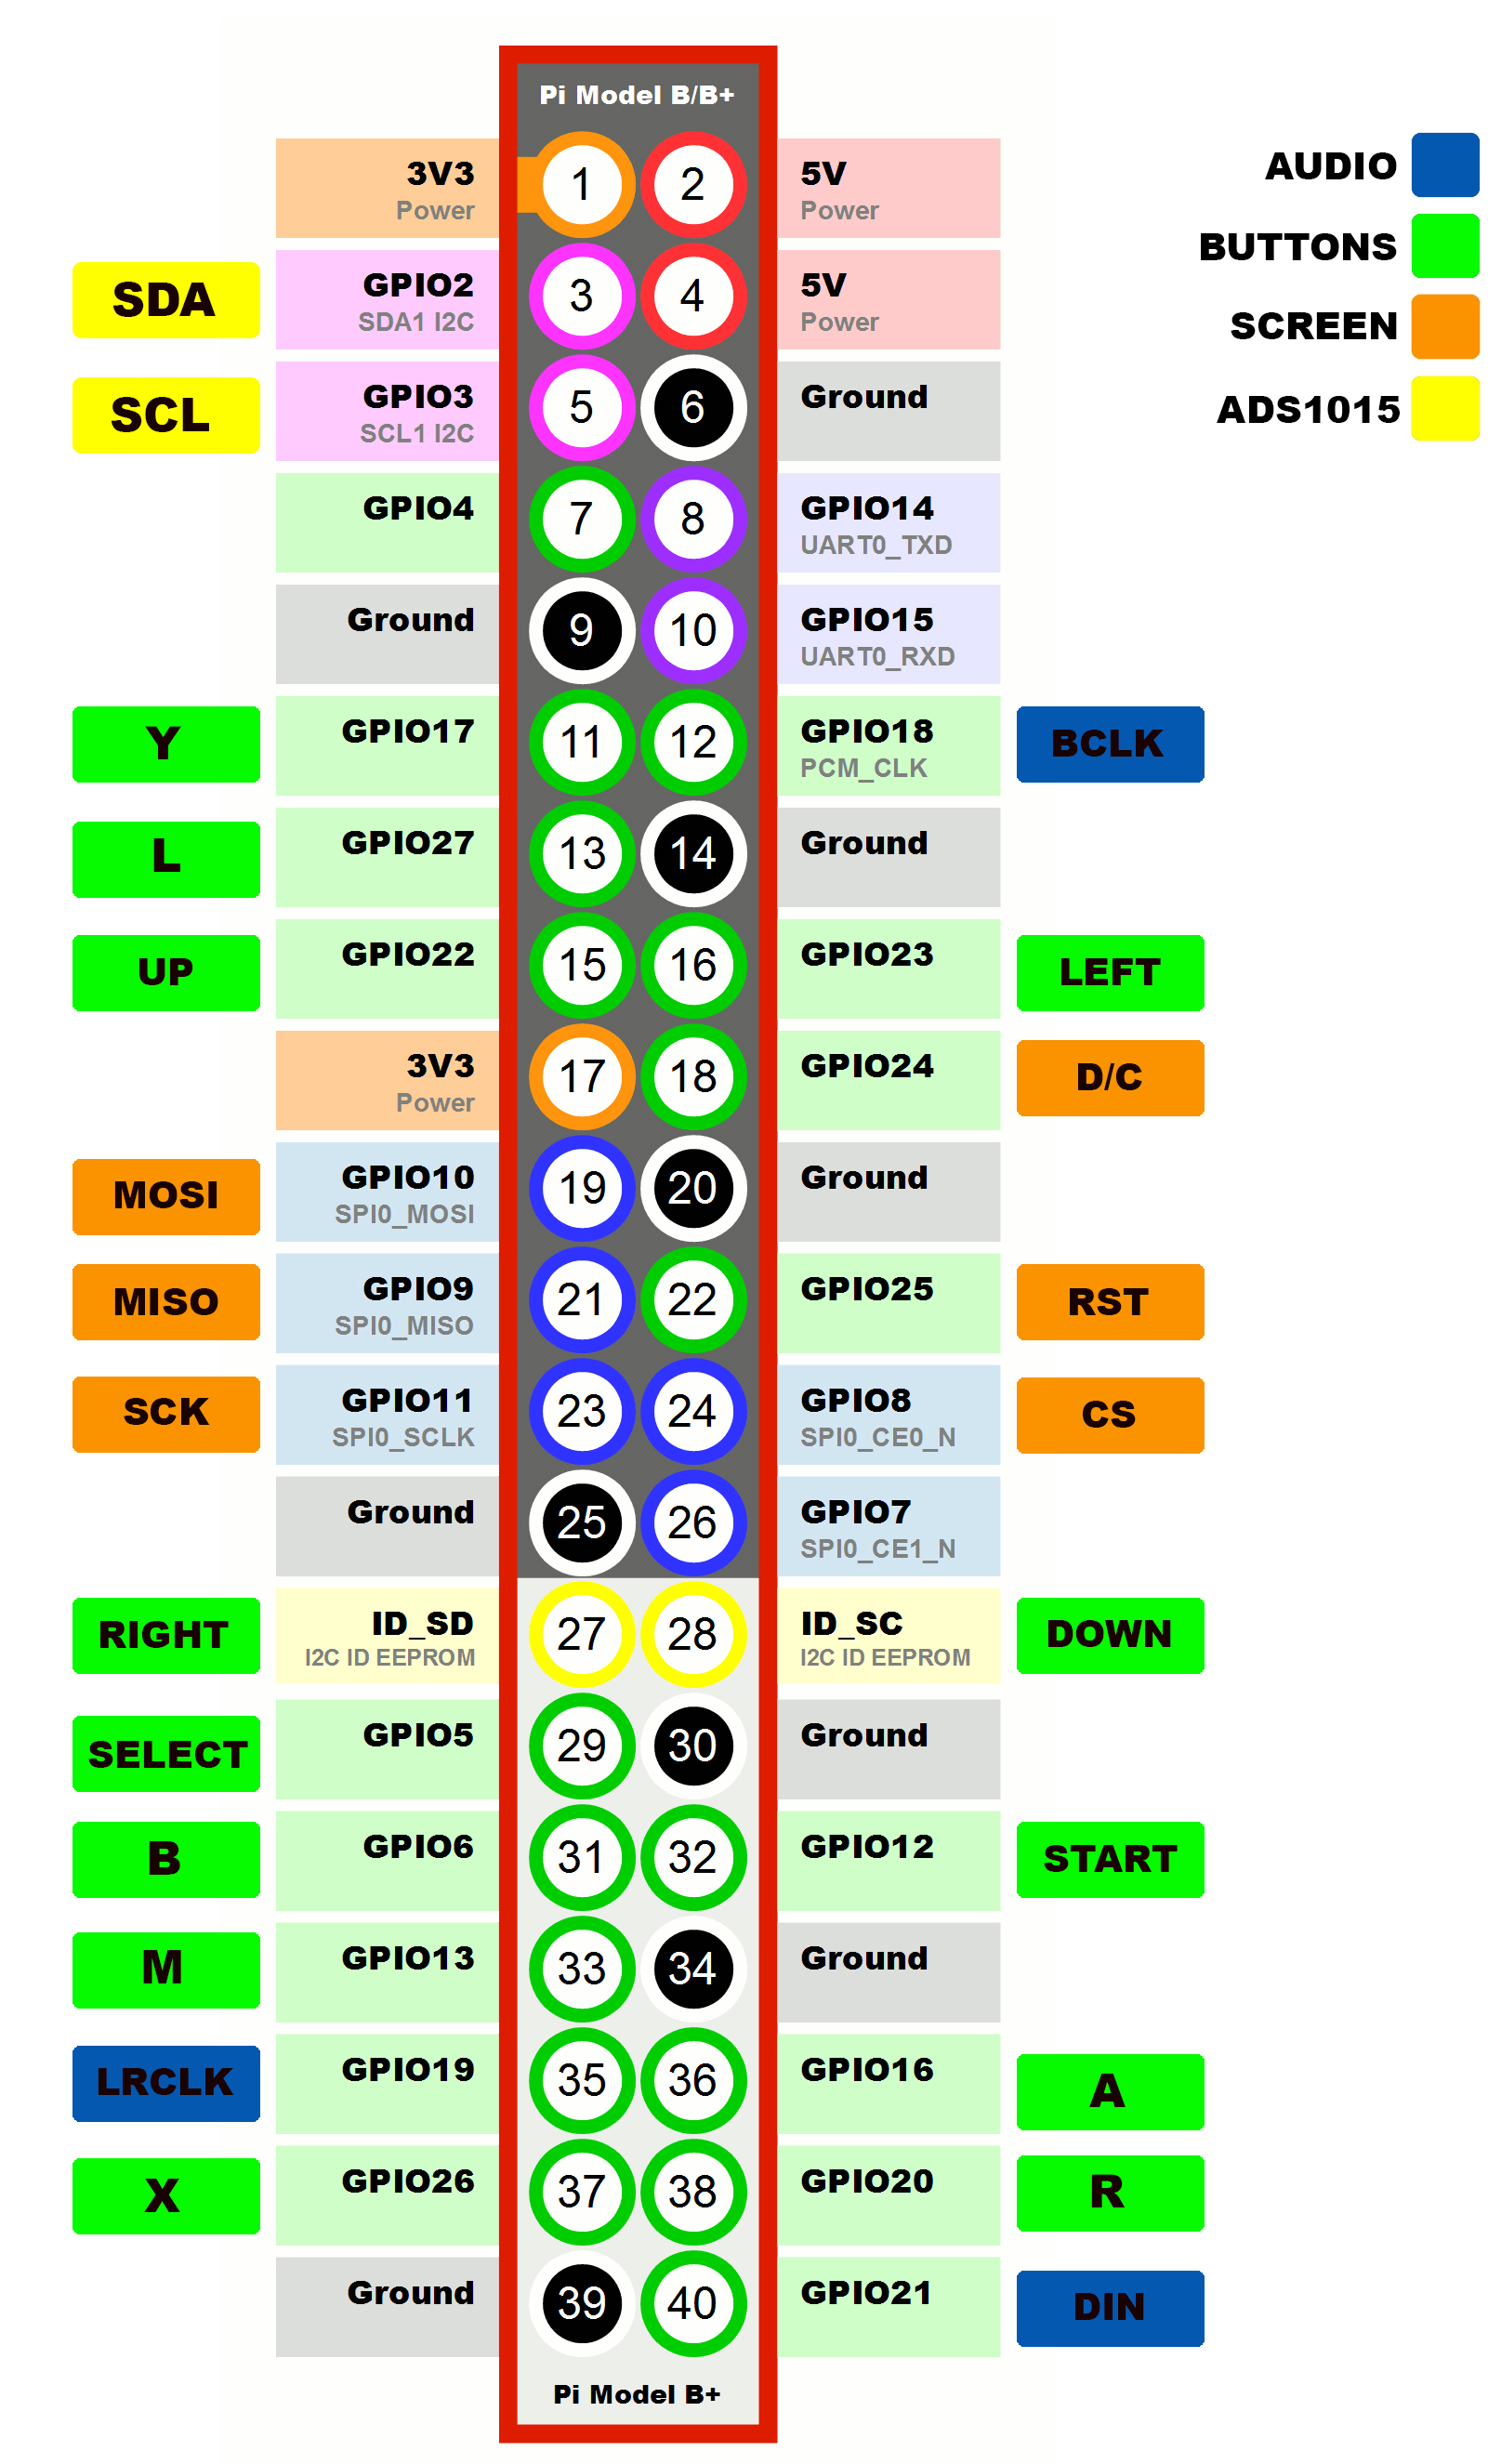 Pi Model B/B+
3V3
Power
1
2
5V
Power
AUDIO
BUTTONS
SCREEN
ADS1015
SDA
GPIO2
SDA1 I2C
3
4
5V
Power
SCL
GPIO3
SCL1 I2C
5
6
Ground
GPIO4
7
8
GPIO14
UART0_TXD
Ground
9
10
GPIO15
UART0_RXD
Y
GPIO17
11
12
GPIO18
PCM_CLK
BCLK
L
GPIO27
13
14
Ground
UP
GPIO22
15
16
GPIO23
LEFT
3V3
Power
17
18
GPIO24
D/C
MOSI
GPIO10
SPI0_MOSI
19
20
Ground
MISO
GPIO9
SPI0_MISO
21
22
GPIO25
RST
SCK
GPIO11
SPI0_SCLK
23
24
GPIO8
SPI0_CE0_N
CS
Ground
25
26
GPIO7
SPI0_CE1_N
RIGHT
ID_SD
I2C ID EEPROM
27
28
ID_SC
I2C ID EEPROM
DOWN
SELECT
GPIO5
29
30
Ground
B
GPIO6
31
32
GPIO12
START
M
GPIO13
33
34
Ground
LRCLK
GPIO19
35
36
GPIO16
A
X
GPIO26
37
38
GPIO20
R
Ground
39
40
GPIO21
DIN
Pi Model B+